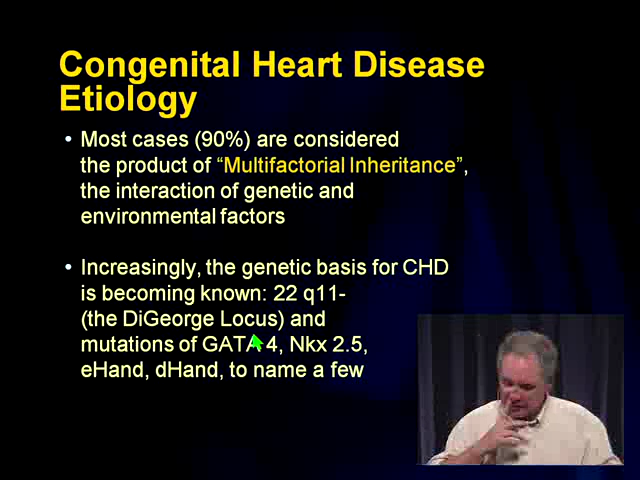 Congenital Heart Disease
Etiology
• Most cases (90%) are considered
the product of “Multifactorial Inheritance”,
the interaction of genetic and
environmental factors
• Increasingly, the genetic basis for CHD
is becoming known: 22 q11-
(the DiGeorge Locus) and
mutations of GATA 4, Nkx 2.5,
eHand, dHand, to name a few